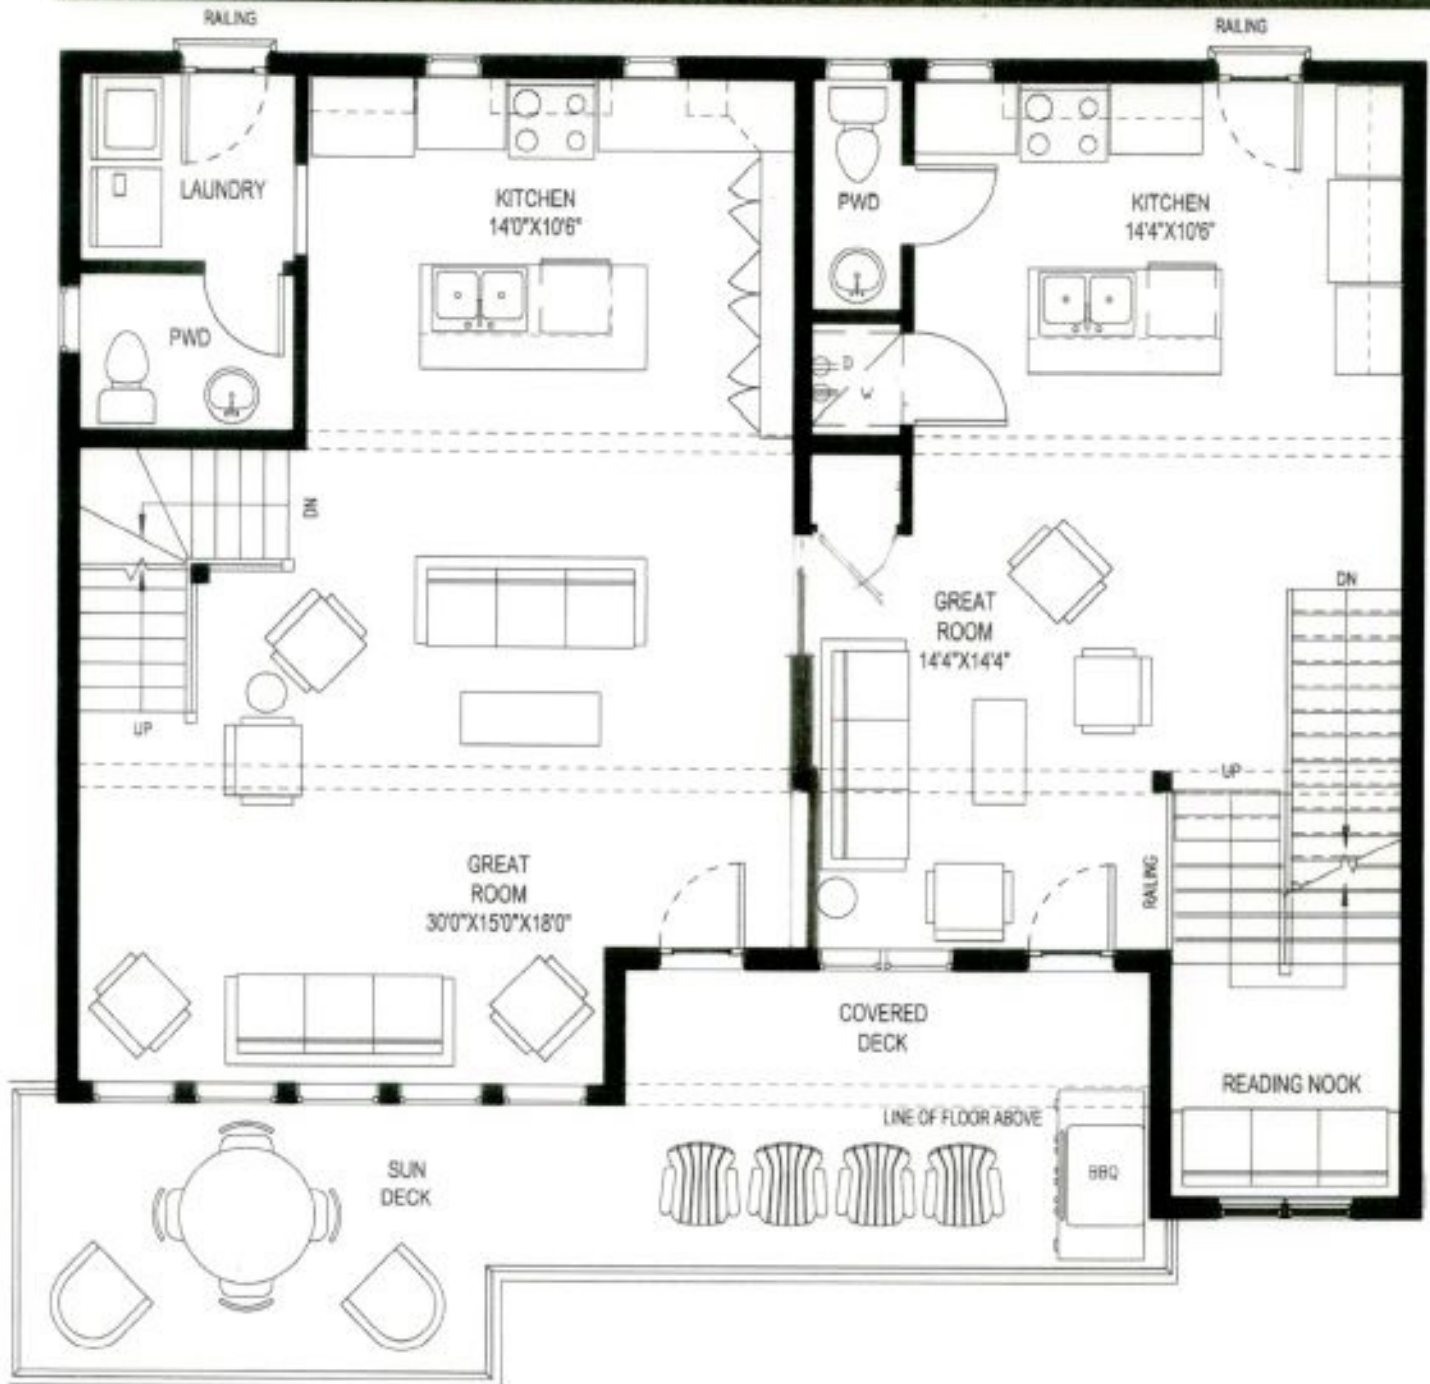 RAILING
RAILING
LAUNDRY
KITCHEN
14'0"X10'6"
PWD
KITCHEN
14'4"X10'6"
PWD
D
W
DN
GREAT
ROOM
14'4"X14'4"
DN
UP
UP
GREAT
ROOM
30'0"X15'0"X18'0"
RAILING
COVERED
DECK
READING NOOK
LINE OF FLOOR ABOVE
SUN
DECK
BBQ